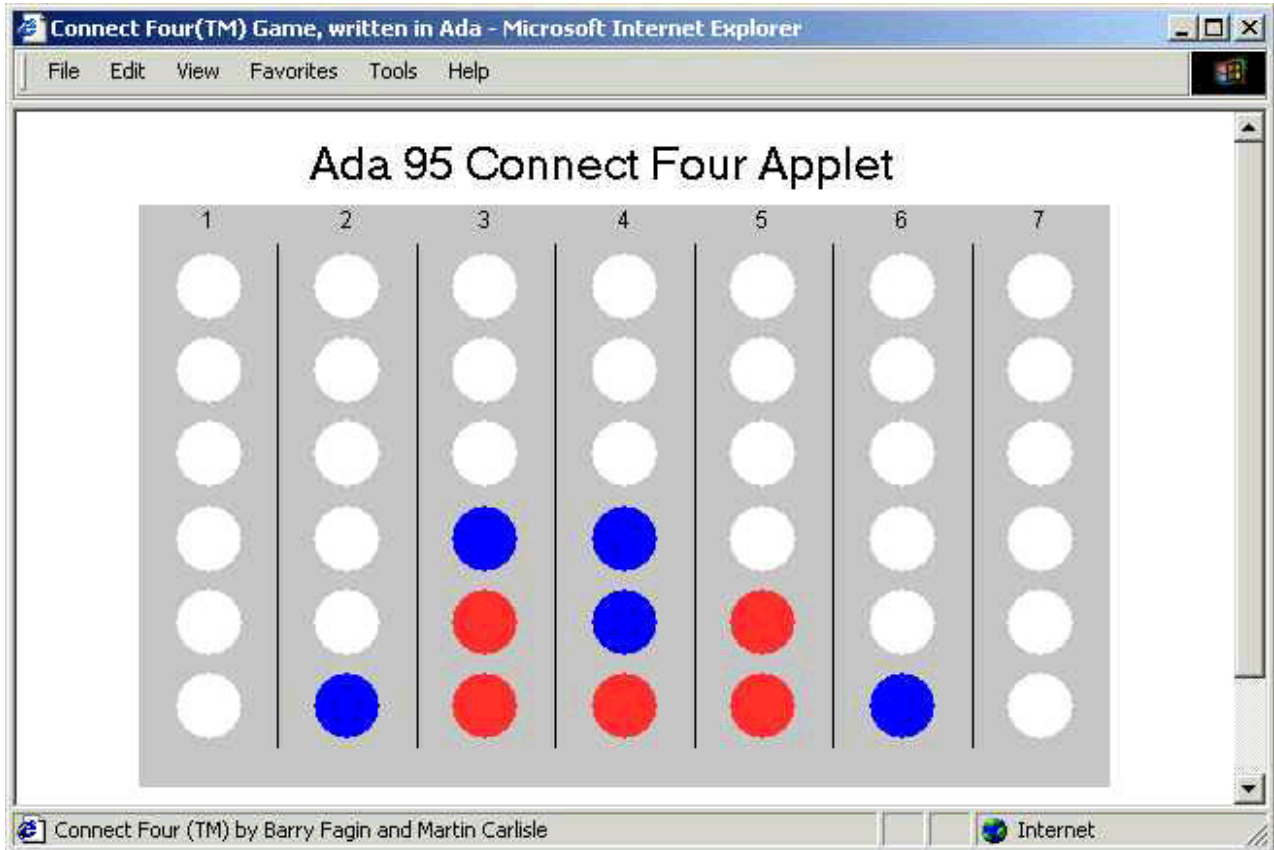 Connect Four(TM) Game, written in Ada - Microsoft Internet Explorer
File Edit View Favorites Tools Help
Ada 95 Connect Four Applet
1 2 3 4 5 6 7
Connect Four (TM) by Barry Fagin and Martin Carlisle Internet